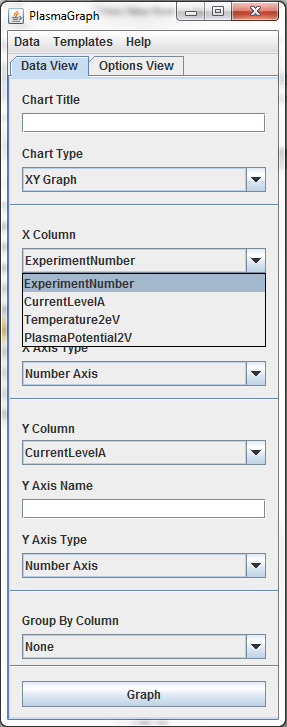 PlasmaGraph
Data Templates Help
Data View Options View
Chart Title
Chart Type
XY Graph
X Column
ExperimentNumber
ExperimentNumber
CurrentLevelA
Temperature2eV
PlasmaPotential2V
X Axis Type
Number Axis
Y Column
CurrentLevelA
Y Axis Name
Y Axis Type
Number Axis
Group By Column
None
Graph